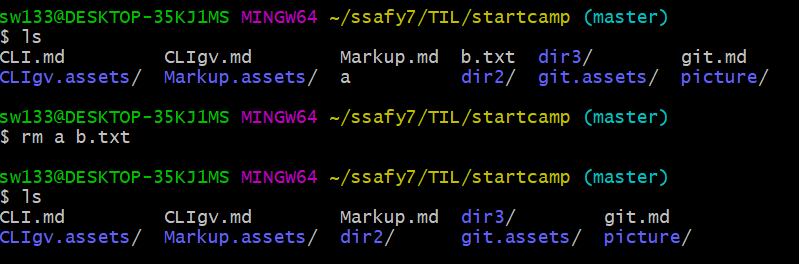 sw133@DESKTOP-35KJ1MS MINGW64 ~/ssafy7/TIL/startcamp (master)
$ ls
CLI.md CLIgv.md Markup.md b.txt dir3/ git.md
CLIgv.assets/ Markup.assets/ a dir2/ git.assets/ picture/
sw133@DESKTOP-35KJ1MS MINGW64 ~/ssafy7/TIL/startcamp (master)
$ rm a b.txt
sw133@DESKTOP-35KJ1MS MINGW64 ~/ssafy7/TIL/startcamp (master)
$ ls
CLI.md CLIgv.md Markup.md dir3/ git.md
CLIgv.assets/ Markup.assets/ dir2/ git.assets/ picture/